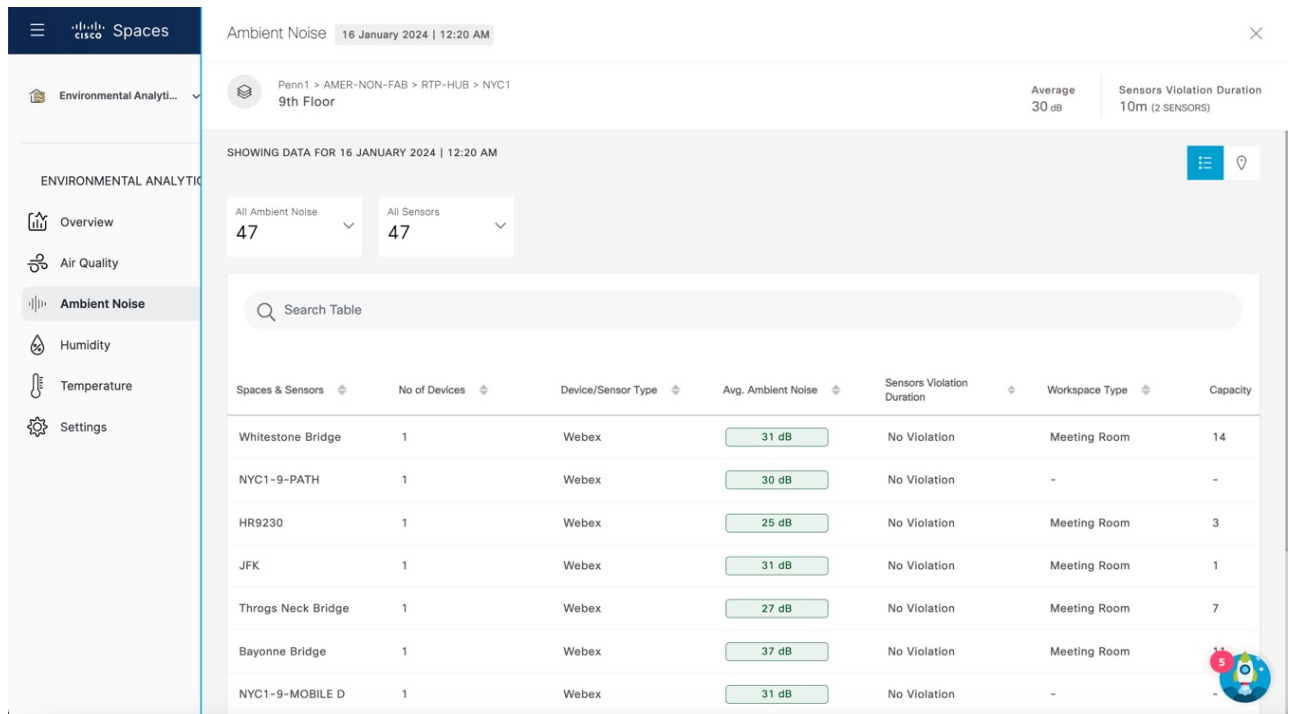 cisco Spaces
Environmental Analyti...
ENVIRONMENTAL ANALYTIC
Overview
Air Quality
Ambient Noise
Humidity
Temperature
Settings
Ambient Noise 16 January 2024 | 12:20 AM
Penn1 > AMER-NON-FAB > RTP-HUB > NYC1
9th Floor
Average
30 dB
Sensors Violation Duration
10m (2 SENSORS)
SHOWING DATA FOR 16 JANUARY 2024 | 12:20 AM
All Ambient Noise
47
All Sensors
47
Search Table
Spaces & Sensors No of Devices Device/Sensor Type Avg. Ambient Noise Sensors Violation Duration Workspace Type Capacity
Whitestone Bridge 1 Webex 31 dB No Violation Meeting Room 14
NYC1-9-PATH 1 Webex 30 dB No Violation - -
HR9230 1 Webex 25 dB No Violation Meeting Room 3
JFK 1 Webex 31 dB No Violation Meeting Room 1
Throgs Neck Bridge 1 Webex 27 dB No Violation Meeting Room 7
Bayonne Bridge 1 Webex 37 dB No Violation Meeting Room
5
NYC1-9-MOBILE D 1 Webex 31 dB No Violation - -